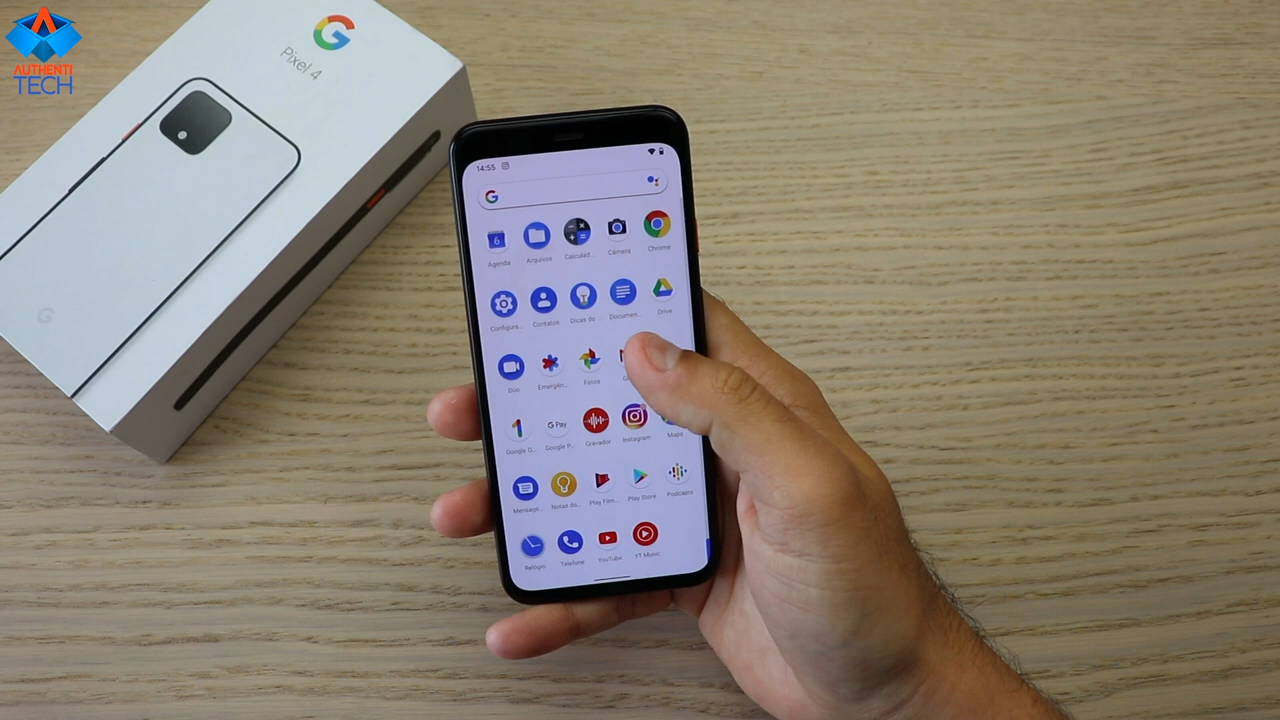 AUTHENTI
TECH
Pixel 4
14:55
6
Agenda
Arquivos
Calculad...
Câmera
Chrome
Configura...
Contatos
Dicas do ...
Documen...
Drive
Duo
Emergên...
Fotos
Google O...
G Pay
Google P...
Gravador
Instagram
Maps
Mensage...
Notas do...
Play Film...
Play Store
Podcasts
Relógio
Telefone
YouTube
YT Music